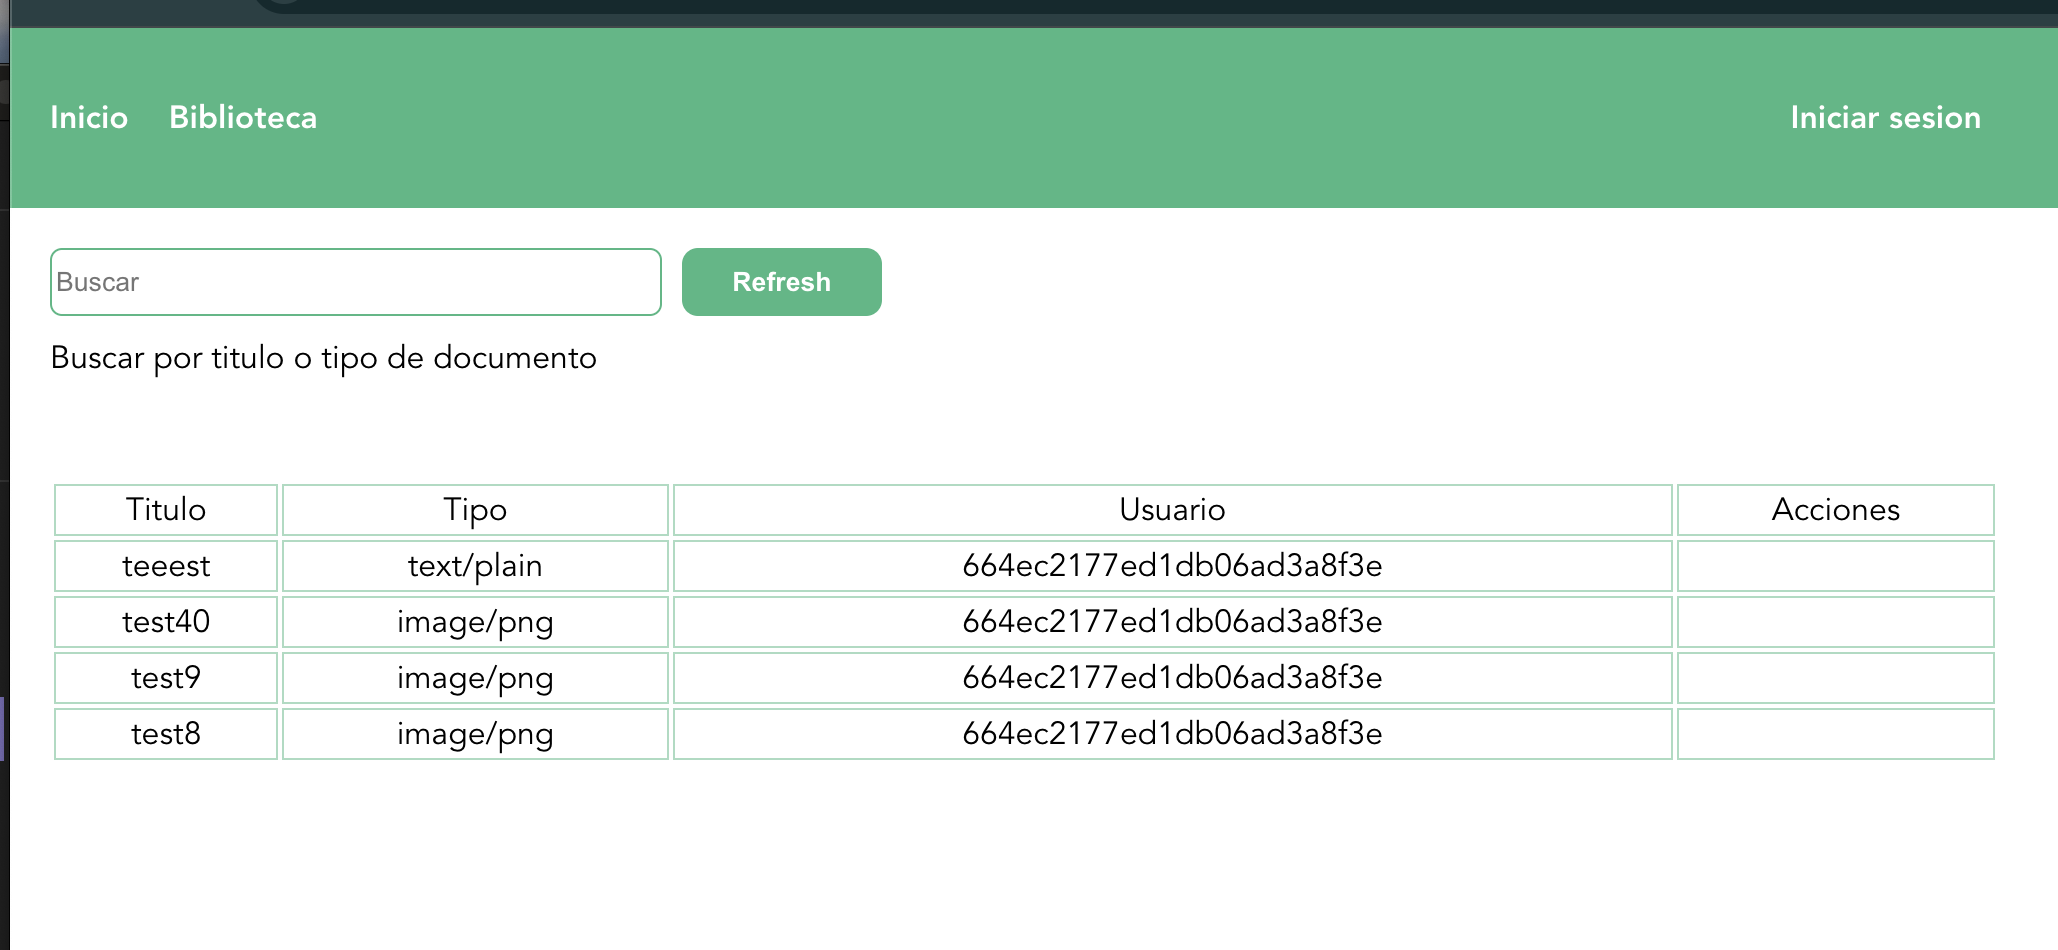 Inicio Biblioteca Iniciar sesion
Buscar Refresh
Buscar por titulo o tipo de documento
Titulo Tipo Usuario Acciones
teeest text/plain 664ec2177ed1db06ad3a8f3e
test40 image/png 664ec2177ed1db06ad3a8f3e
test9 image/png 664ec2177ed1db06ad3a8f3e
test8 image/png 664ec2177ed1db06ad3a8f3e